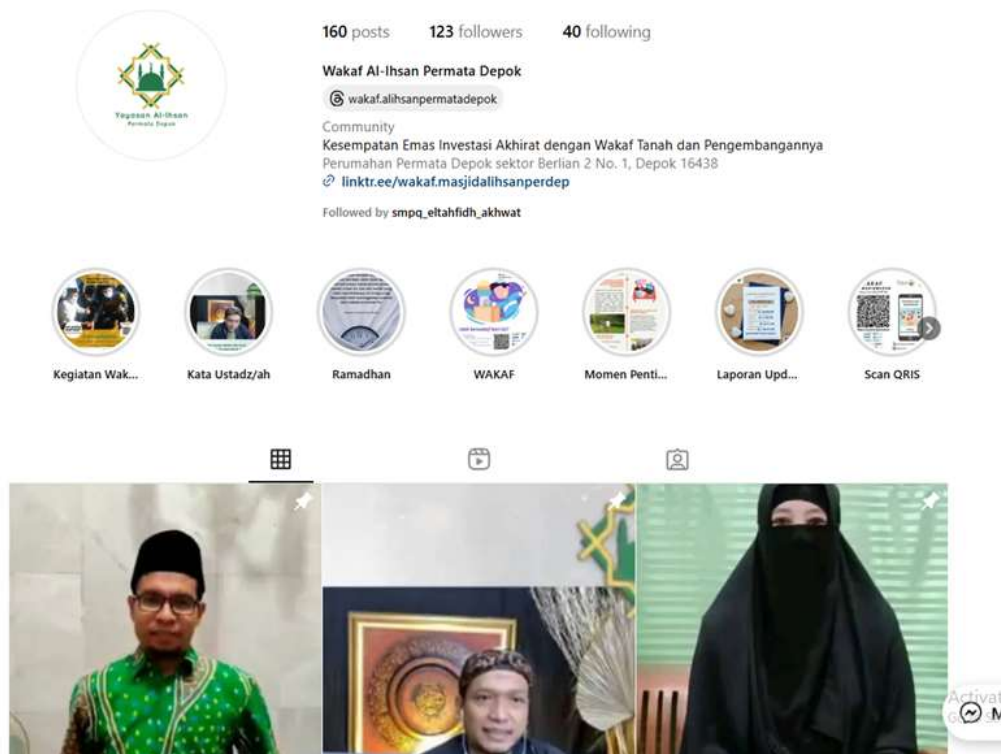 160 posts 123 followers 40 following
Wakaf Al-Ihsan Permata Depok
wakaf.alihsanpermatadepok
Community
Kesempatan Emas Investasi Akhirat dengan Wakaf Tanah dan Pengembangannya
Perumahan Permata Depok sektor Berlian 2 No. 1, Depok 16438
linktr.ee/wakaf.masjidalihsanperdep
Followed by smpq_eltahfidh_akhwat
Yayasan Al-Ihsan
Permata Depok
Kegiatan Wak... Kata Ustadz/ah Ramadhan WAKAF Momen Penti... Laporan Upd... Scan QRIS